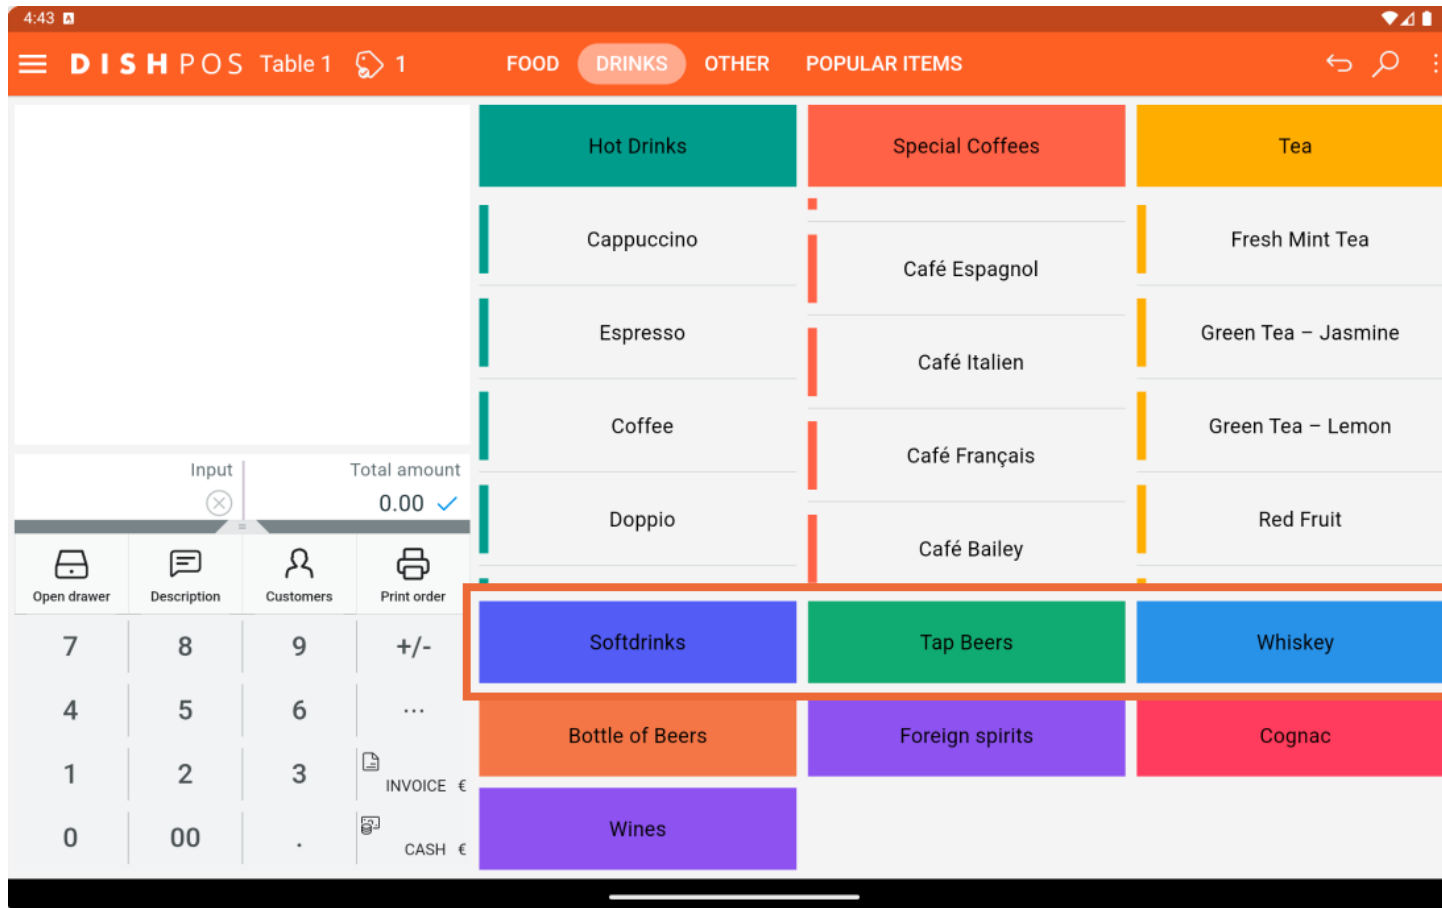 4:43
DISH POS Table 1 1 FOOD DRINKS OTHER POPULAR ITEMS
Hot Drinks
Cappuccino
Espresso
Coffee
Doppio
Special Coffees
Café Espagnol
Café Italien
Café Français
Café Bailey
Tea
Fresh Mint Tea
Green Tea – Jasmine
Green Tea – Lemon
Red Fruit
Softdrinks Tap Beers Whiskey
Bottle of Beers Foreign spirits Cognac
Wines
Input Total amount
0.00
Open drawer Description Customers Print order
7 8 9 +/-
4 5 6 ...
1 2 3 INVOICE €
0 00 . CASH €